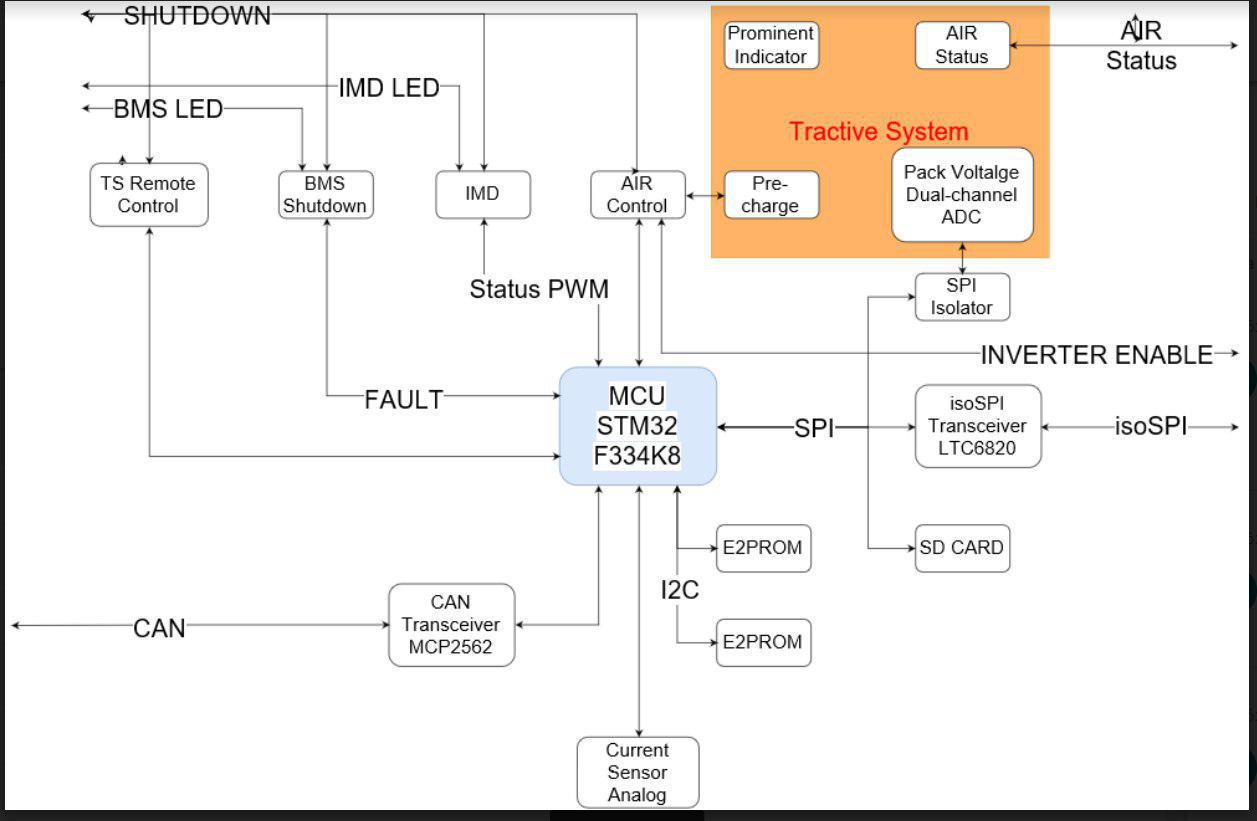 SHUTDOWN
Prominent
Indicator
AIR
Status
AIR
Status
IMD LED
BMS LED
Tractive System
TS Remote
Control
BMS
Shutdown
IMD
AIR
Control
Pre-
charge
Pack Voltalge
Dual-channel
ADC
Status PWM
SPI
Isolator
INVERTER ENABLE
FAULT
MCU
STM32
F334K8
SPI
isoSPI
Transceiver
LTC6820
isoSPI
E2PROM
SD CARD
I2C
CAN
CAN
Transceiver
MCP2562
E2PROM
Current
Sensor
Analog